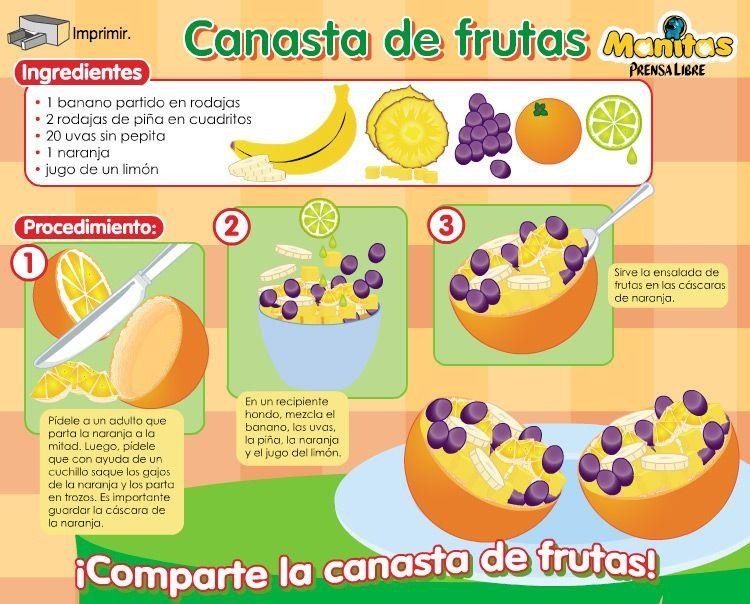 Imprimir.
Canasta de frutas
Manitas
PRENSA LIBRE
Ingredientes
• 1 banano partido en rodajas
• 2 rodajas de piña en cuadritos
• 20 uvas sin pepita
• 1 naranja
• jugo de un limón
Procedimiento:
1
Pídele a un adulto que
parta la naranja a la
mitad. Luego, pídele
que con ayuda de un
cuchillo saque los gajos
de la naranja y los parta
en trozos. Es importante
guardar la cáscara de
la naranja.
2
En un recipiente
hondo, mezcla el
banano, las uvas,
la piña, la naranja
y el jugo del limón.
3
Sirve la ensalada de
frutas en las cáscaras
de naranja.
¡Comparte la canasta de frutas!